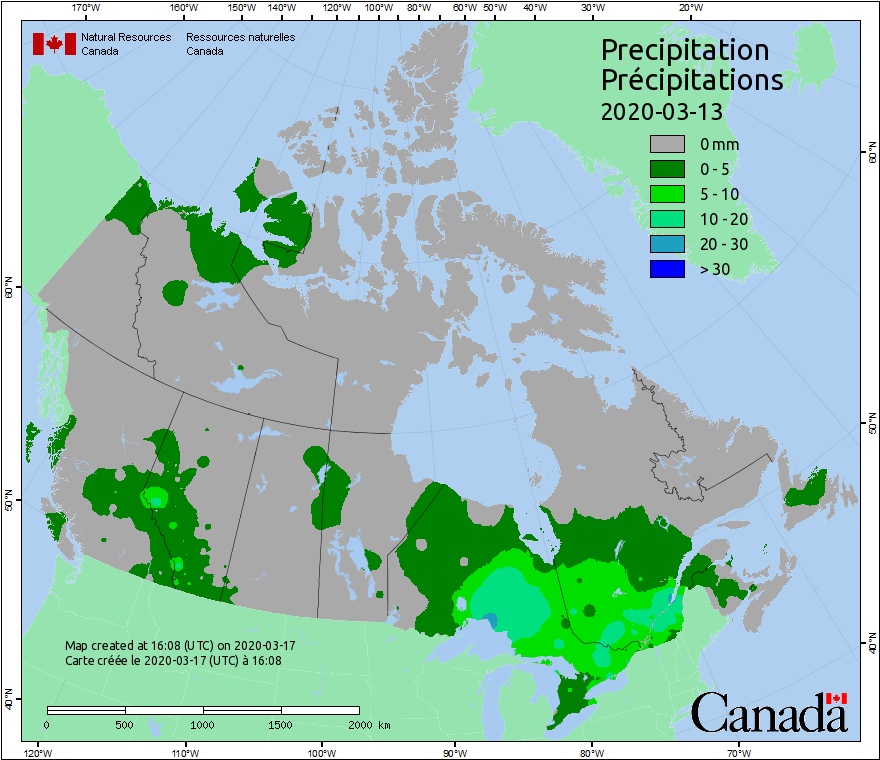 170°W 160°W 150°W 140°W 120°W 100°W 80°W 60°W 50°W 40°W 30°W 20°W
Natural Resources Ressources naturelles
Canada Canada
Precipitation
Précipitations
2020-03-13
0 mm
0 - 5
5 - 10
10 - 20
20 - 30
> 30
60°N
60°N
50°N
50°N
40°N
40°N
Map created at 16:08 (UTC) on 2020-03-17
Carte créée le 2020-03-17 (UTC) à 16:08
0 500 1000 1500 2000 km
Canada
120°W 110°W 100°W 90°W 80°W 70°W